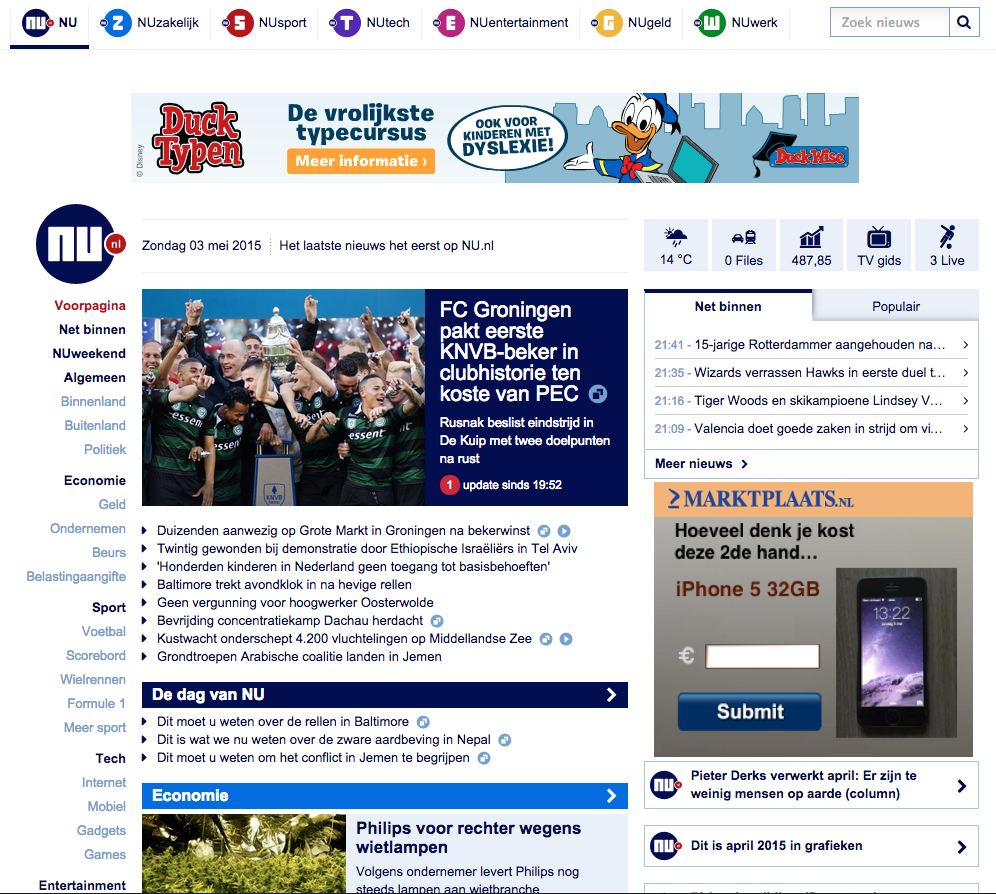 NU NU
NU Z NUzakelijk
NU S NUsport
NU T NUtech
NU E NUentertainment
NU G NUgeld
NU W NUwerk
Zoek nieuws
© Disney
Duck Typen
De vrolijkste
typecursus
Meer informatie ›
OOK VOOR
KINDEREN MET
DYSLEXIE!
DuckWise
NU nl
Zondag 03 mei 2015
Het laatste nieuws het eerst op NU.nl
14 °C
0 Files
487,85
TV gids
3 Live
Voorpagina
Net binnen
NUweekend
Algemeen
Binnenland
Buitenland
Politiek
Economie
Geld
Ondernemen
Beurs
Belastingaangifte
Sport
Voetbal
Scorebord
Wielrennen
Formule 1
Meer sport
Tech
Internet
Mobiel
Gadgets
Games
Entertainment
essent
essent
essent
KNVB
FC Groningen
pakt eerste
KNVB-beker in
clubhistorie ten
koste van PEC
Rusnak beslist eindstrijd in
De Kuip met twee doelpunten
na rust
1 update sinds 19:52
Duizenden aanwezig op Grote Markt in Groningen na bekerwinst
Twintig gewonden bij demonstratie door Ethiopische Israëliërs in Tel Aviv
'Honderden kinderen in Nederland geen toegang tot basisbehoeften'
Baltimore trekt avondklok in na hevige rellen
Geen vergunning voor hoogwerker Oosterwolde
Bevrijding concentratiekamp Dachau herdacht
Kustwacht onderschept 4.200 vluchtelingen op Middellandse Zee
Grondtroepen Arabische coalitie landen in Jemen
De dag van NU
Dit moet u weten over de rellen in Baltimore
Dit is wat we nu weten over de zware aardbeving in Nepal
Dit moet u weten om het conflict in Jemen te begrijpen
Economie
Philips voor rechter wegens
wietlampen
Volgens ondernemer levert Philips nog
steeds lampen aan wietbranche
Net binnen
Populair
21:41 - 15-jarige Rotterdammer aangehouden na…
21:35 - Wizards verrassen Hawks in eerste duel t…
21:16 - Tiger Woods en skikampioene Lindsey V…
21:09 - Valencia doet goede zaken in strijd om vi…
Meer nieuws
MARKTPLAATS.NL
Hoeveel denk je kost
deze 2de hand...
iPhone 5 32GB
13:22
€
Submit
NU
Pieter Derks verwerkt april: Er zijn te
weinig mensen op aarde (column)
NU
Dit is april 2015 in grafieken